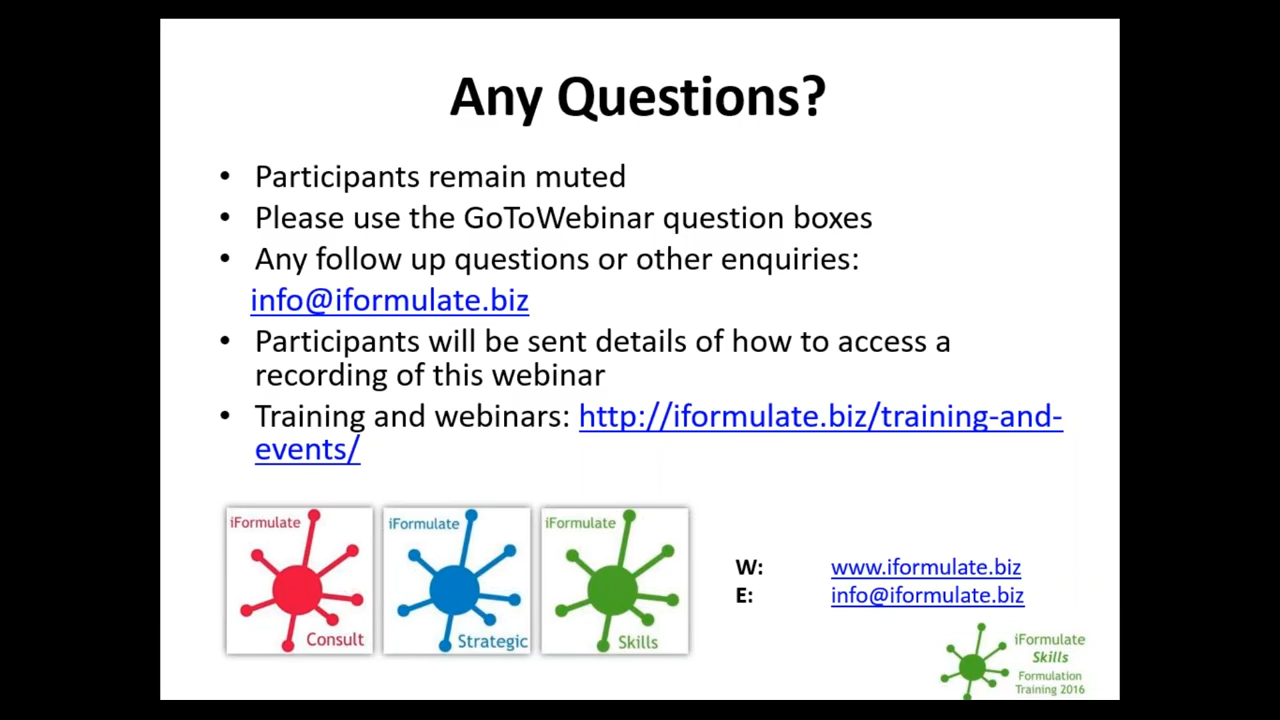 Any Questions?
• Participants remain muted
• Please use the GoToWebinar question boxes
• Any follow up questions or other enquiries:
info@iformulate.biz
• Participants will be sent details of how to access a
recording of this webinar
• Training and webinars: http://iformulate.biz/training-and-
events/
iFormulate
Consult
iFormulate
Strategic
iFormulate
Skills
W: www.iformulate.biz
E: info@iformulate.biz
iFormulate
Skills
Formulation
Training 2016